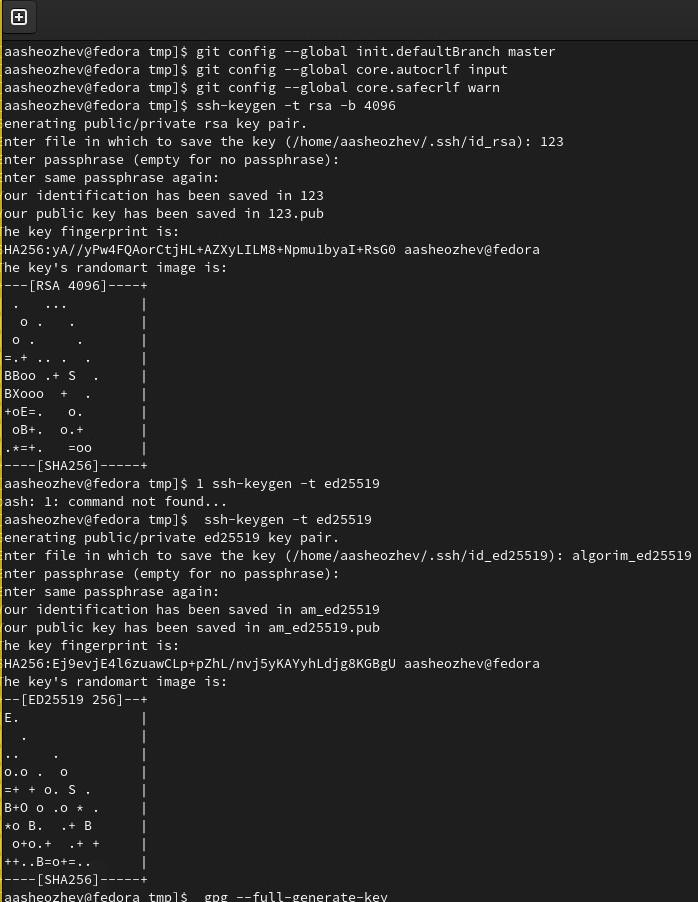 aasheozhev@fedora tmp]$ git config --global init.defaultBranch master
aasheozhev@fedora tmp]$ git config --global core.autocrlf input
aasheozhev@fedora tmp]$ git config --global core.safecrlf warn
aasheozhev@fedora tmp]$ ssh-keygen -t rsa -b 4096
enerating public/private rsa key pair.
nter file in which to save the key (/home/aasheozhev/.ssh/id_rsa): 123
nter passphrase (empty for no passphrase):
nter same passphrase again:
our identification has been saved in 123
our public key has been saved in 123.pub
he key fingerprint is:
HA256:yA//yPw4FQAorCtjHL+AZXyLILM8+Npmu1byaI+RsG0 aasheozhev@fedora
he key's randomart image is:
---[RSA 4096]----+
 .   ...         |
  o .   .        |
 o .     .       |
=.+ .. .  .      |
BBoo .+ S  .     |
BXooo  +  .      |
+oE=.   o.       |
 oB+.  o.+       |
.*=+.   =oo      |
----[SHA256]-----+
aasheozhev@fedora tmp]$ 1 ssh-keygen -t ed25519
ash: 1: command not found...
aasheozhev@fedora tmp]$  ssh-keygen -t ed25519
enerating public/private ed25519 key pair.
nter file in which to save the key (/home/aasheozhev/.ssh/id_ed25519): algorim_ed25519
nter passphrase (empty for no passphrase):
nter same passphrase again:
our identification has been saved in am_ed25519
our public key has been saved in am_ed25519.pub
he key fingerprint is:
HA256:Ej9evjE4l6zuawCLp+pZhL/nvj5yKAYyhLdjg8KGBgU aasheozhev@fedora
he key's randomart image is:
--[ED25519 256]--+
E.               |
  .              |
..    .          |
o.o .  o         |
=+ + o. S .      |
B+O o .o * .     |
*o B.  .+ B      |
 o+o.+  .+ +     |
++..B=o+=..      |
----[SHA256]-----+
aasheozhev@fedora tmp]$  gpg --full-generate-key